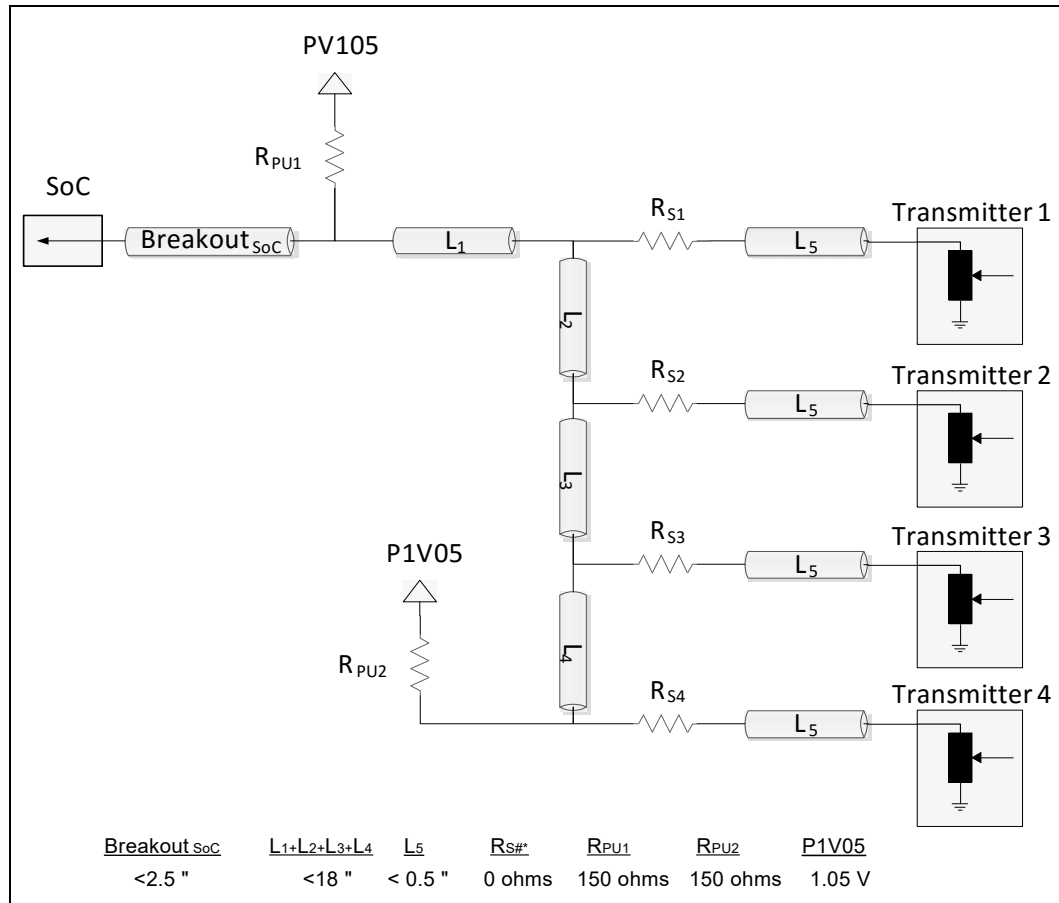 PV105
RPU1
SoC
BreakoutSoC
L1
RS1
L5
Transmitter 1
L2
RS2
L5
Transmitter 2
L3
P1V05
RS3
L5
Transmitter 3
RPU2
L4
RS4
L5
Transmitter 4
Breakout SoC L1+L2+L3+L4 L5 RS#* RPU1 RPU2 P1V05
<2.5 " <18 " < 0.5 " 0 ohms 150 ohms 150 ohms 1.05 V